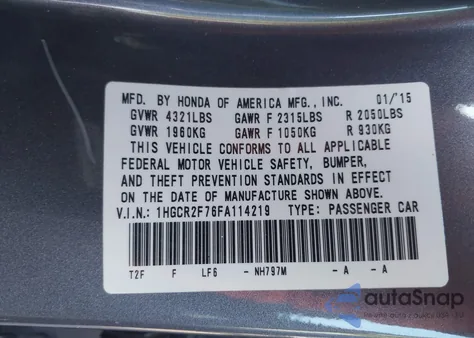 MFD. BY HONDA OF AMERICA MFG., INC. 01/'15
GVWR 4321LBS GAWR F 2315LBS R 2050LBS
GVWR 1960KG GAWR F 1050KG R 930KG
THIS VEHICLE CONFORMS TO ALL APPLICABLE
FEDERAL MOTOR VEHICLE SAFETY, BUMPER,
AND THEFT PREVENTION STANDARDS IN EFFECT
ON THE DATE OF MANUFACTURE SHOWN ABOVE.
V.I.N.: 1HGCR2F76FA114219 TYPE: PASSENGER CAR
T2F F LF6 - NH797M - A - A
autoSnap